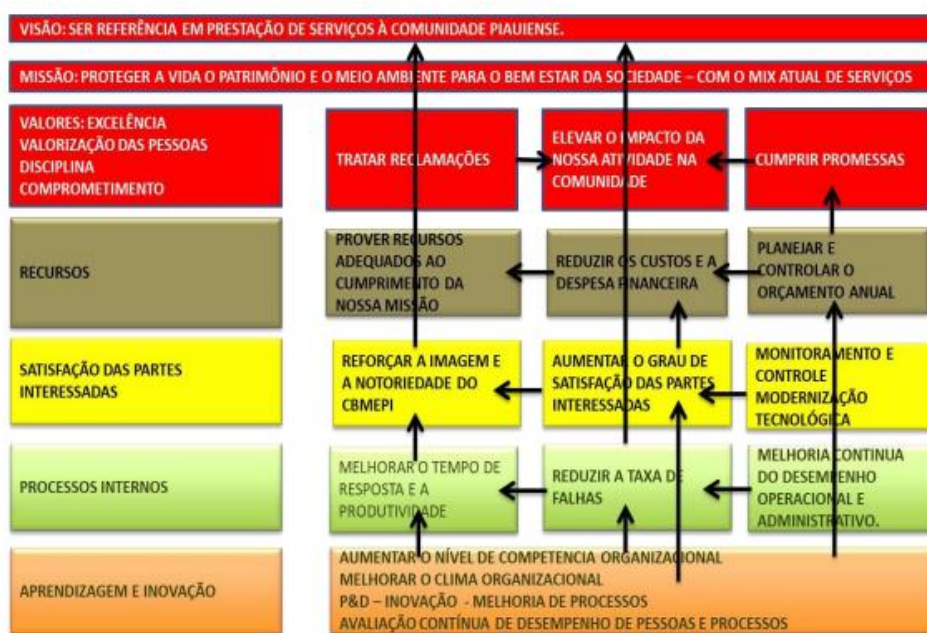 VISÃO: SER REFERÊNCIA EM PRESTAÇÃO DE SERVIÇOS À COMUNIDADE PIAUIENSE.
MISSÃO: PROTEGER A VIDA O PATRIMÔNIO E O MEIO AMBIENTE PARA O BEM ESTAR DA SOCIEDADE – COM O MIX ATUAL DE SERVIÇOS
VALORES: EXCELÊNCIA
VALORIZAÇÃO DAS PESSOAS
DISCIPLINA
COMPROMETIMENTO
TRATAR RECLAMAÇÕES
ELEVAR O IMPACTO DA
NOSSA ATIVIDADE NA
COMUNIDADE
CUMPRIR PROMESSAS
RECURSOS
PROVER RECURSOS
ADEQUADOS AO
CUMPRIMENTO DA
NOSSA MISSÃO
REDUZIR OS CUSTOS E A
DESPESA FINANCEIRA
PLANEJAR E
CONTROLAR O
ORÇAMENTO ANUAL
SATISFAÇÃO DAS PARTES
INTERESSADAS
REFORÇAR A IMAGEM E
A NOTORIEDADE DO
CBMEPI
AUMENTAR O GRAU DE
SATISFAÇÃO DAS PARTES
INTERESSADAS
MONITORAMENTO E
CONTROLE
MODERNIZAÇÃO
TECNOLÓGICA
PROCESSOS INTERNOS
MELHORAR O TEMPO DE
RESPOSTA E A
PRODUTIVIDADE
REDUZIR A TAXA DE
FALHAS
MELHORIA CONTINUA
DO DESEMPENHO
OPERACIONAL E
ADMINISTRATIVO.
APRENDIZAGEM E INOVAÇÃO
AUMENTAR O NÍVEL DE COMPETENCIA ORGANIZACIONAL
MELHORAR O CLIMA ORGANIZACIONAL
P&D – INOVAÇÃO - MELHORIA DE PROCESSOS
AVALIAÇÃO CONTÍNUA DE DESEMPENHO DE PESSOAS E PROCESSOS